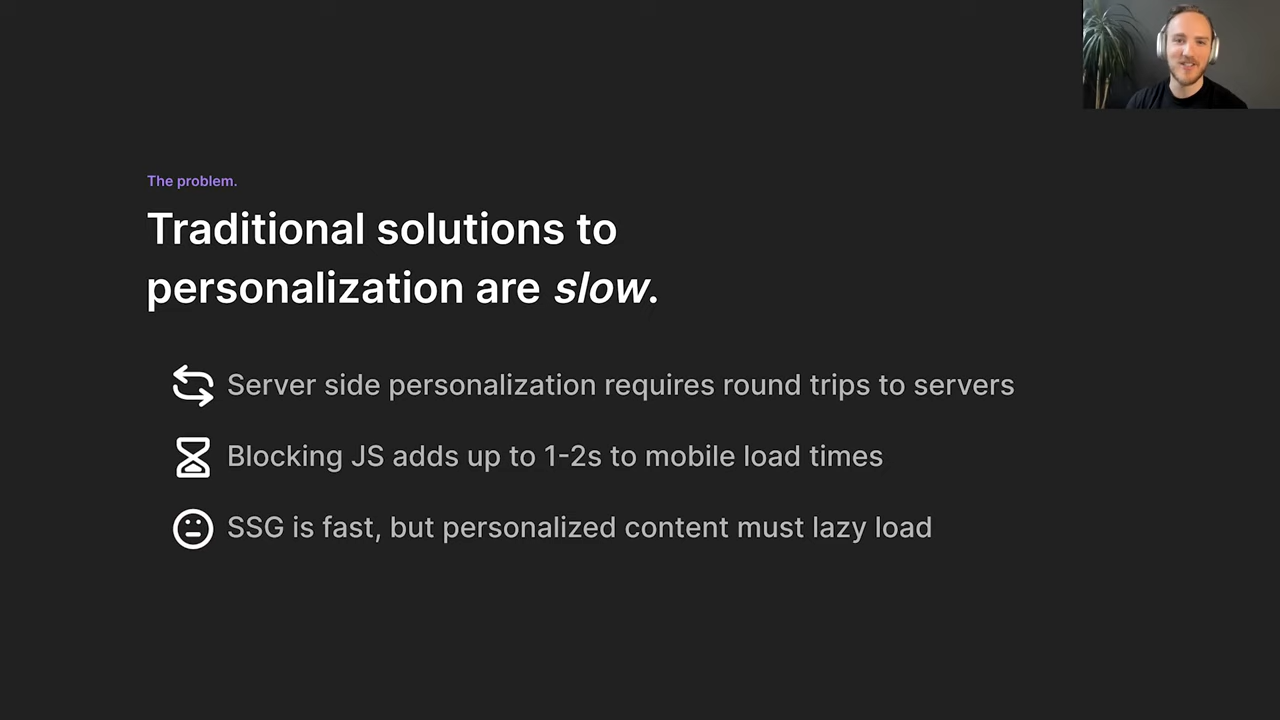 The problem.
Traditional solutions to
personalization are slow.
Server side personalization requires round trips to servers
Blocking JS adds up to 1-2s to mobile load times
SSG is fast, but personalized content must lazy load